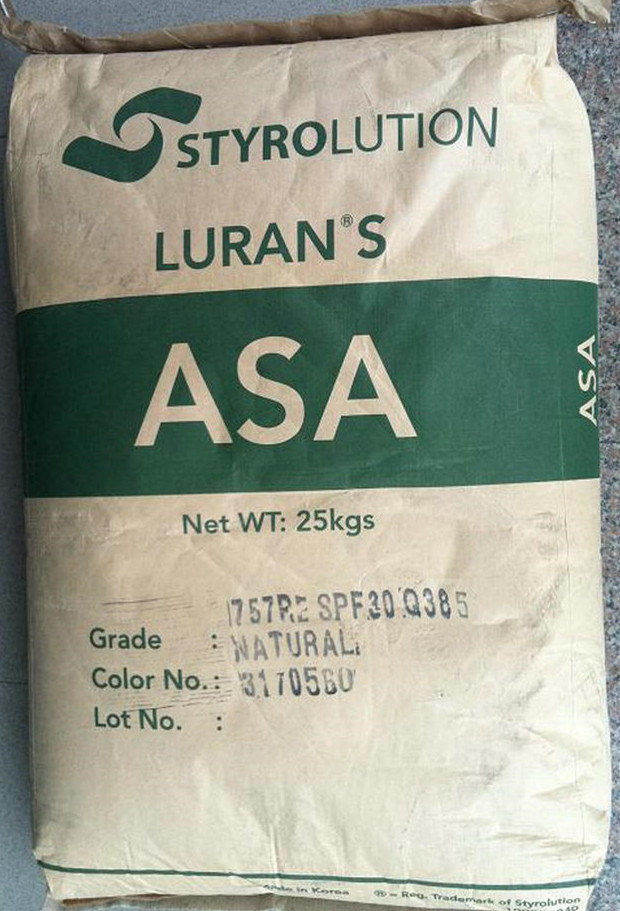 STYROLUTION
LURAN® S
ASA
ASA
Net WT: 25kgs
757RE SPF30 Q385
Grade : NATURAL
Color No.: 31705
Lot No. :
Made in Korea ® = Reg. Trademark of Styrolution